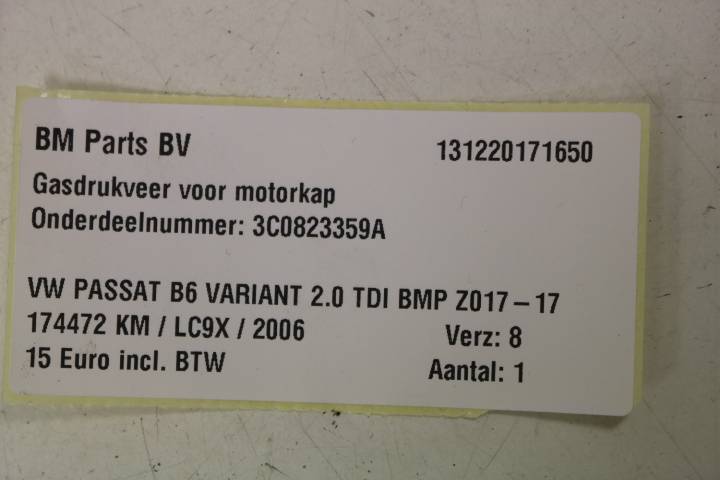 BM Parts BV 131220171650
Gasdrukveer voor motorkap
Onderdeelnummer: 3C0823359A
VW PASSAT B6 VARIANT 2.0 TDI BMP Z017 – 17
174472 KM / LC9X / 2006 Verz: 8
15 Euro incl. BTW Aantal: 1